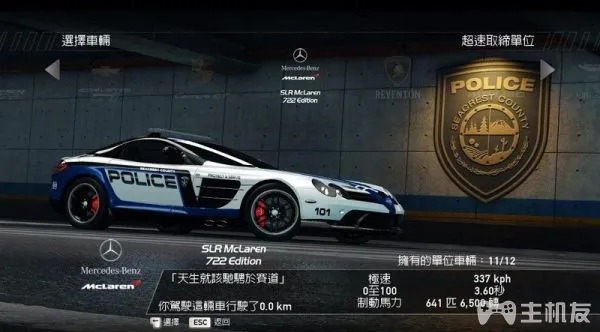 選擇車輛
超速取締單位
Mercedes-Benz
McLaren
SLR McLaren
722 Edition
REVENTON
POLICE
SEACREST COUNTY
SEACREST COUNTY
POLICE
PROTECT & SERVE
101
Mercedes-Benz
McLaren
SLR McLaren
722 Edition
擁有的單位車輛：11/12
「天生就該馳騁於賽道」
你駕駛這輛車行駛了0.0 km
極速 337 kph
0至100 3.60秒
制動馬力 641 匹 6,500 轉
選擇 ESC 返回
主机友